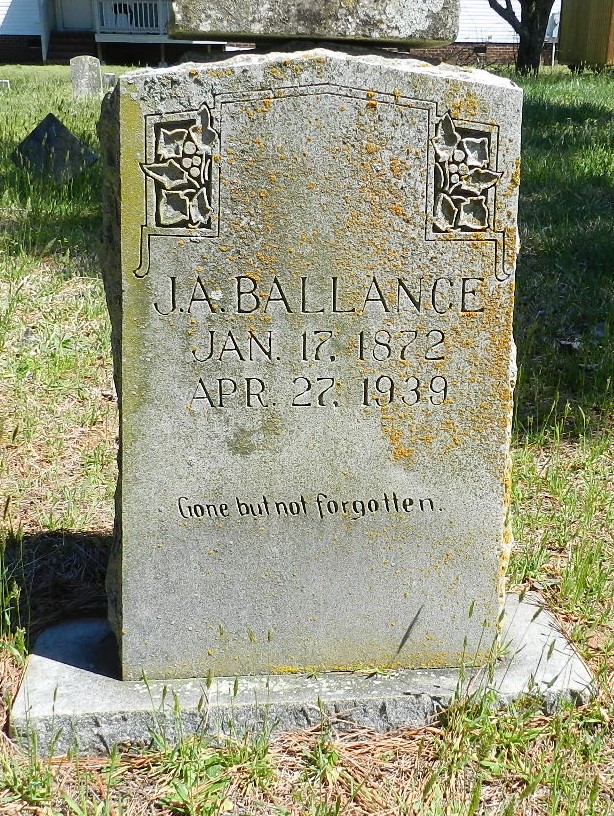 J.A. BALLANCE
JAN. 17, 1872
APR. 27, 1939
Gone but not forgotten.